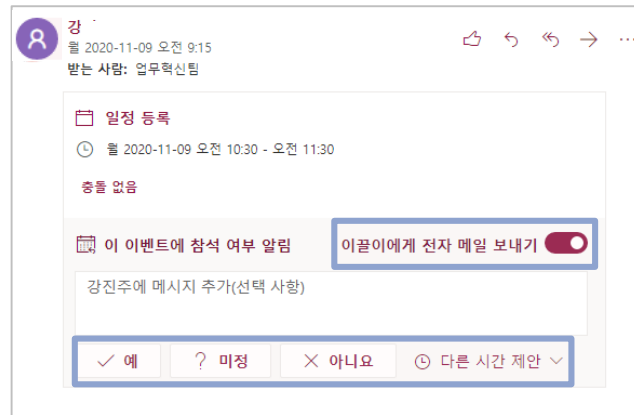 강
월 2020-11-09 오전 9:15
받는 사람: 업무혁신팀
일정 등록
월 2020-11-09 오전 10:30 - 오전 11:30
충돌 없음
이 이벤트에 참석 여부 알림 이끌이에게 전자 메일 보내기
강진주에 메시지 추가(선택 사항)
예 ? 미정 아니요 다른 시간 제안